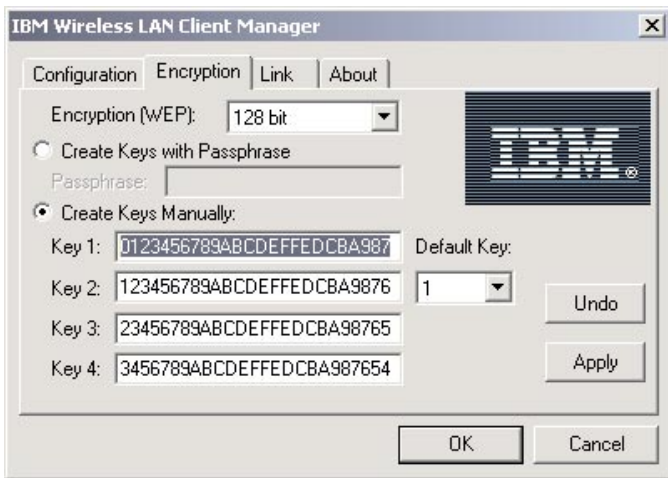 IBM Wireless LAN Client Manager
Configuration Encryption Link About
Encryption (WEP): 128 bit
IBM®
Create Keys with Passphrase
Passphrase:
Create Keys Manually:
Key 1: 0123456789ABCDEFFEDCBA987
Default Key:
Key 2: 123456789ABCDEFFEDCBA9876
1
Undo
Key 3: 23456789ABCDEFFEDCBA98765
Key 4: 3456789ABCDEFFEDCBA987654
Apply
OK Cancel